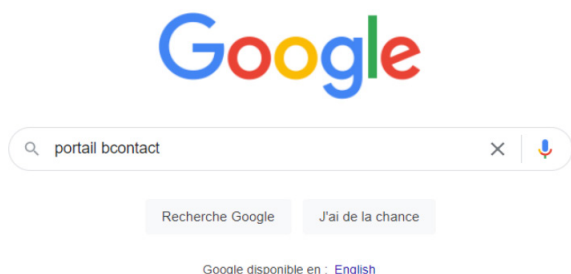 Google
portail bcontact
Recherche Google J'ai de la chance
Google disponible en : English